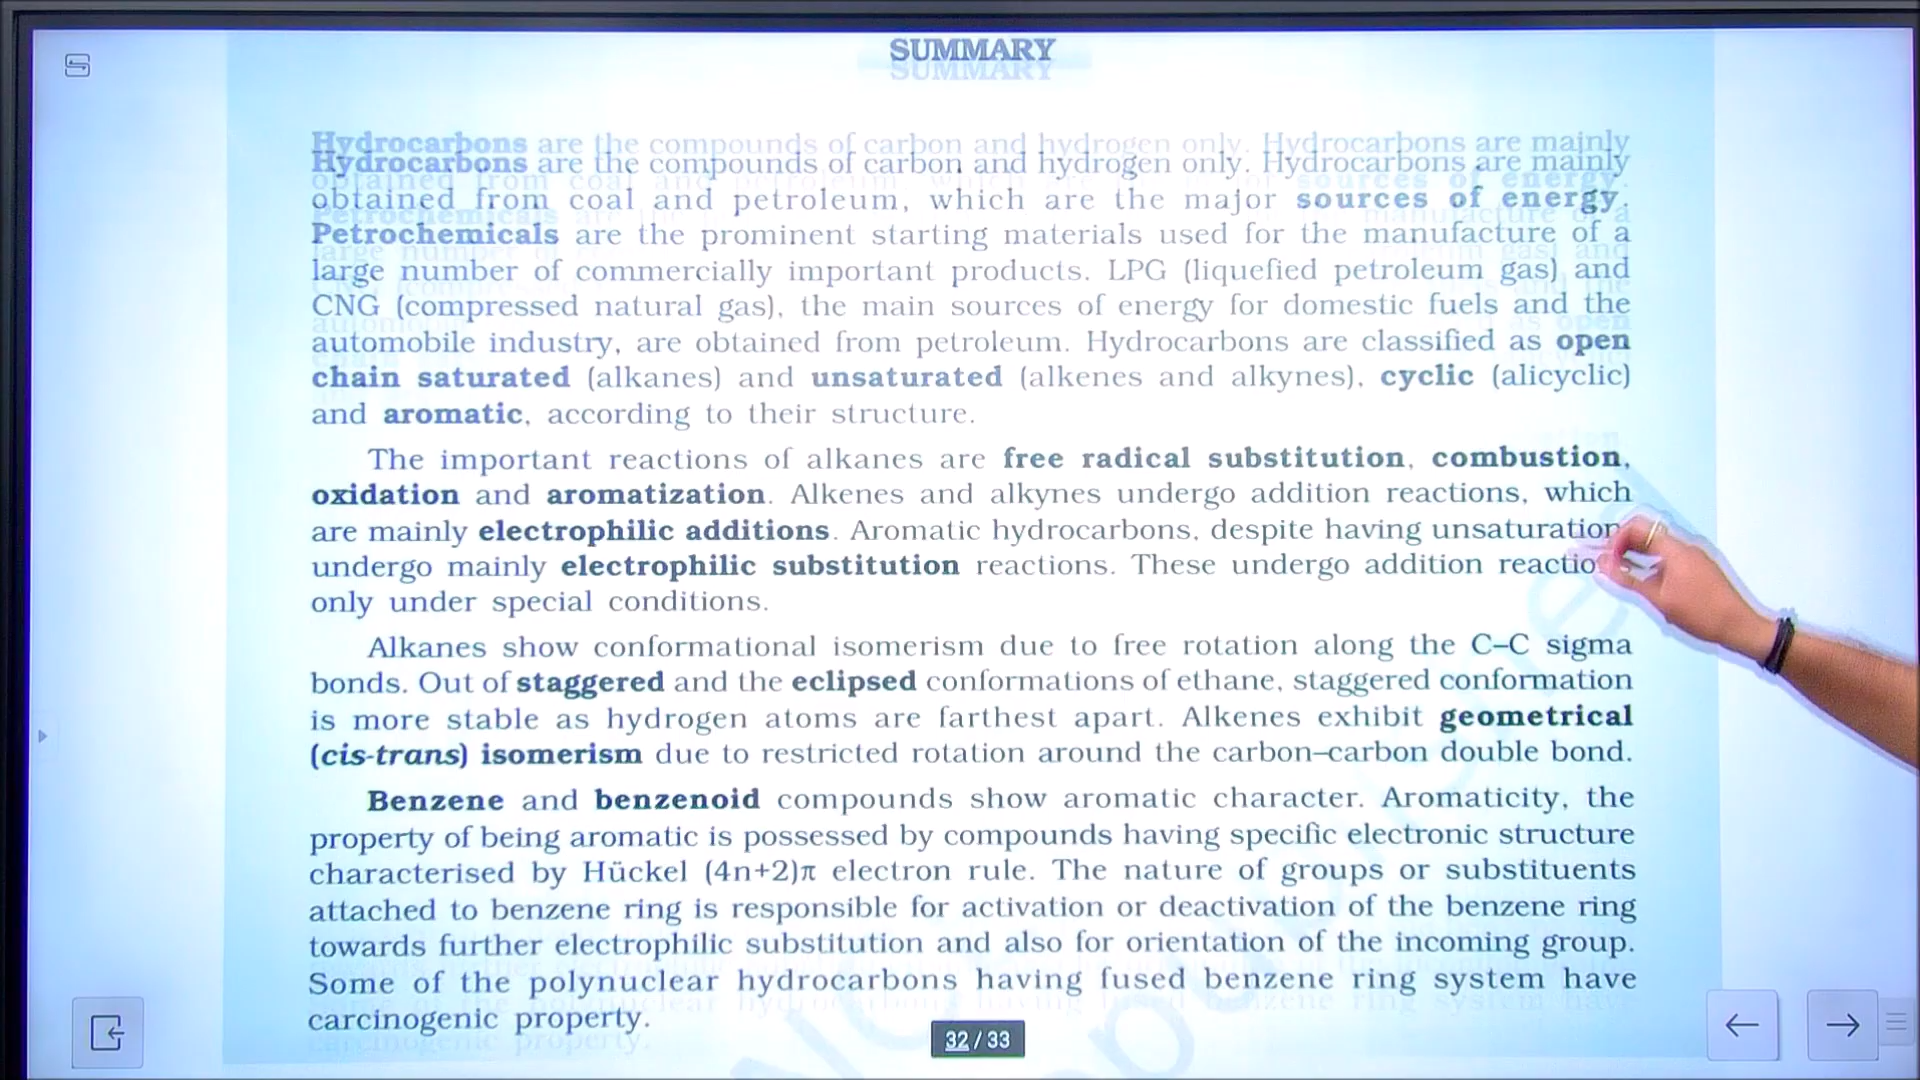 SUMMARY
Hydrocarbons are the compounds of carbon and hydrogen only. Hydrocarbons are mainly
obtained from coal and petroleum, which are the major sources of energy.
Petrochemicals are the prominent starting materials used for the manufacture of a
large number of commercially important products. LPG (liquefied petroleum gas) and
CNG (compressed natural gas), the main sources of energy for domestic fuels and the
automobile industry, are obtained from petroleum. Hydrocarbons are classified as open
chain saturated (alkanes) and unsaturated (alkenes and alkynes), cyclic (alicyclic)
and aromatic, according to their structure.
The important reactions of alkanes are free radical substitution, combustion,
oxidation and aromatization. Alkenes and alkynes undergo addition reactions, which
are mainly electrophilic additions. Aromatic hydrocarbons, despite having unsaturation
undergo mainly electrophilic substitution reactions. These undergo addition reactio
only under special conditions.
Alkanes show conformational isomerism due to free rotation along the C–C sigma
bonds. Out of staggered and the eclipsed conformations of ethane, staggered conformation
is more stable as hydrogen atoms are farthest apart. Alkenes exhibit geometrical
(cis-trans) isomerism due to restricted rotation around the carbon–carbon double bond.
Benzene and benzenoid compounds show aromatic character. Aromaticity, the
property of being aromatic is possessed by compounds having specific electronic structure
characterised by Hückel (4n+2)π electron rule. The nature of groups or substituents
attached to benzene ring is responsible for activation or deactivation of the benzene ring
towards further electrophilic substitution and also for orientation of the incoming group.
Some of the polynuclear hydrocarbons having fused benzene ring system have
carcinogenic property.
32 / 33